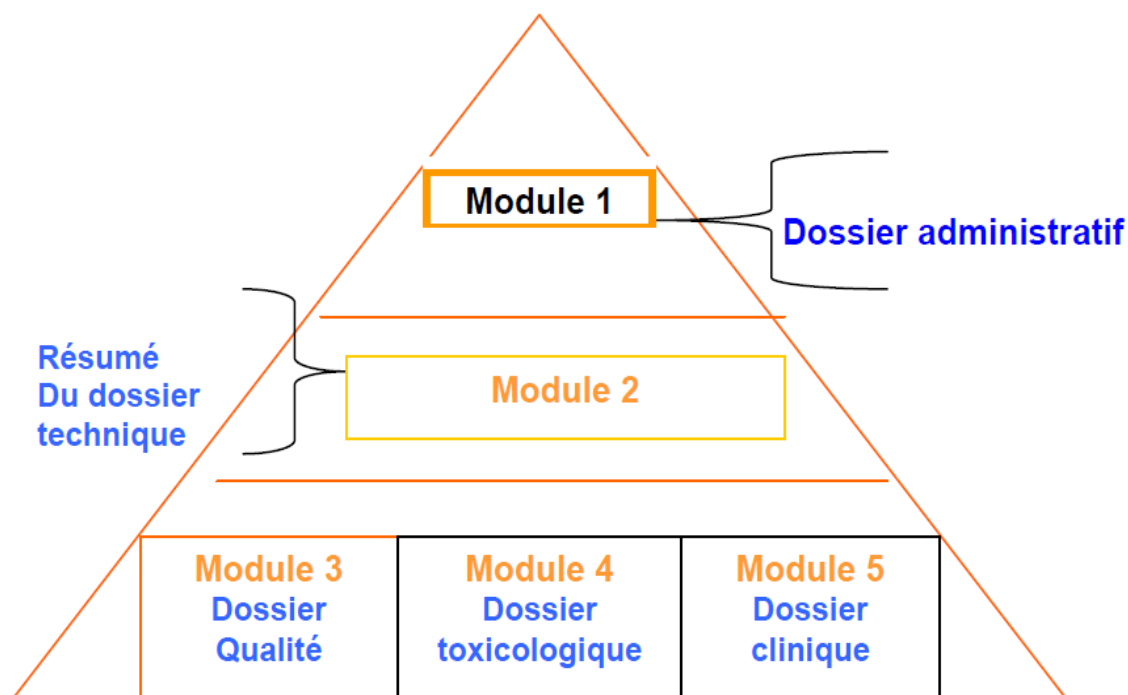 Module 1
Dossier administratif
Résumé
Du dossier
technique
Module 2
Module 3
Dossier
Qualité
Module 4
Dossier
toxicologique
Module 5
Dossier
clinique